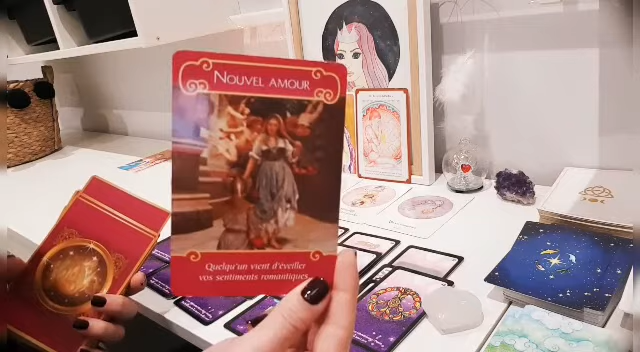 NOUVEL AMOUR
Quelqu'un vient d'éveiller
vos sentiments romantiques.